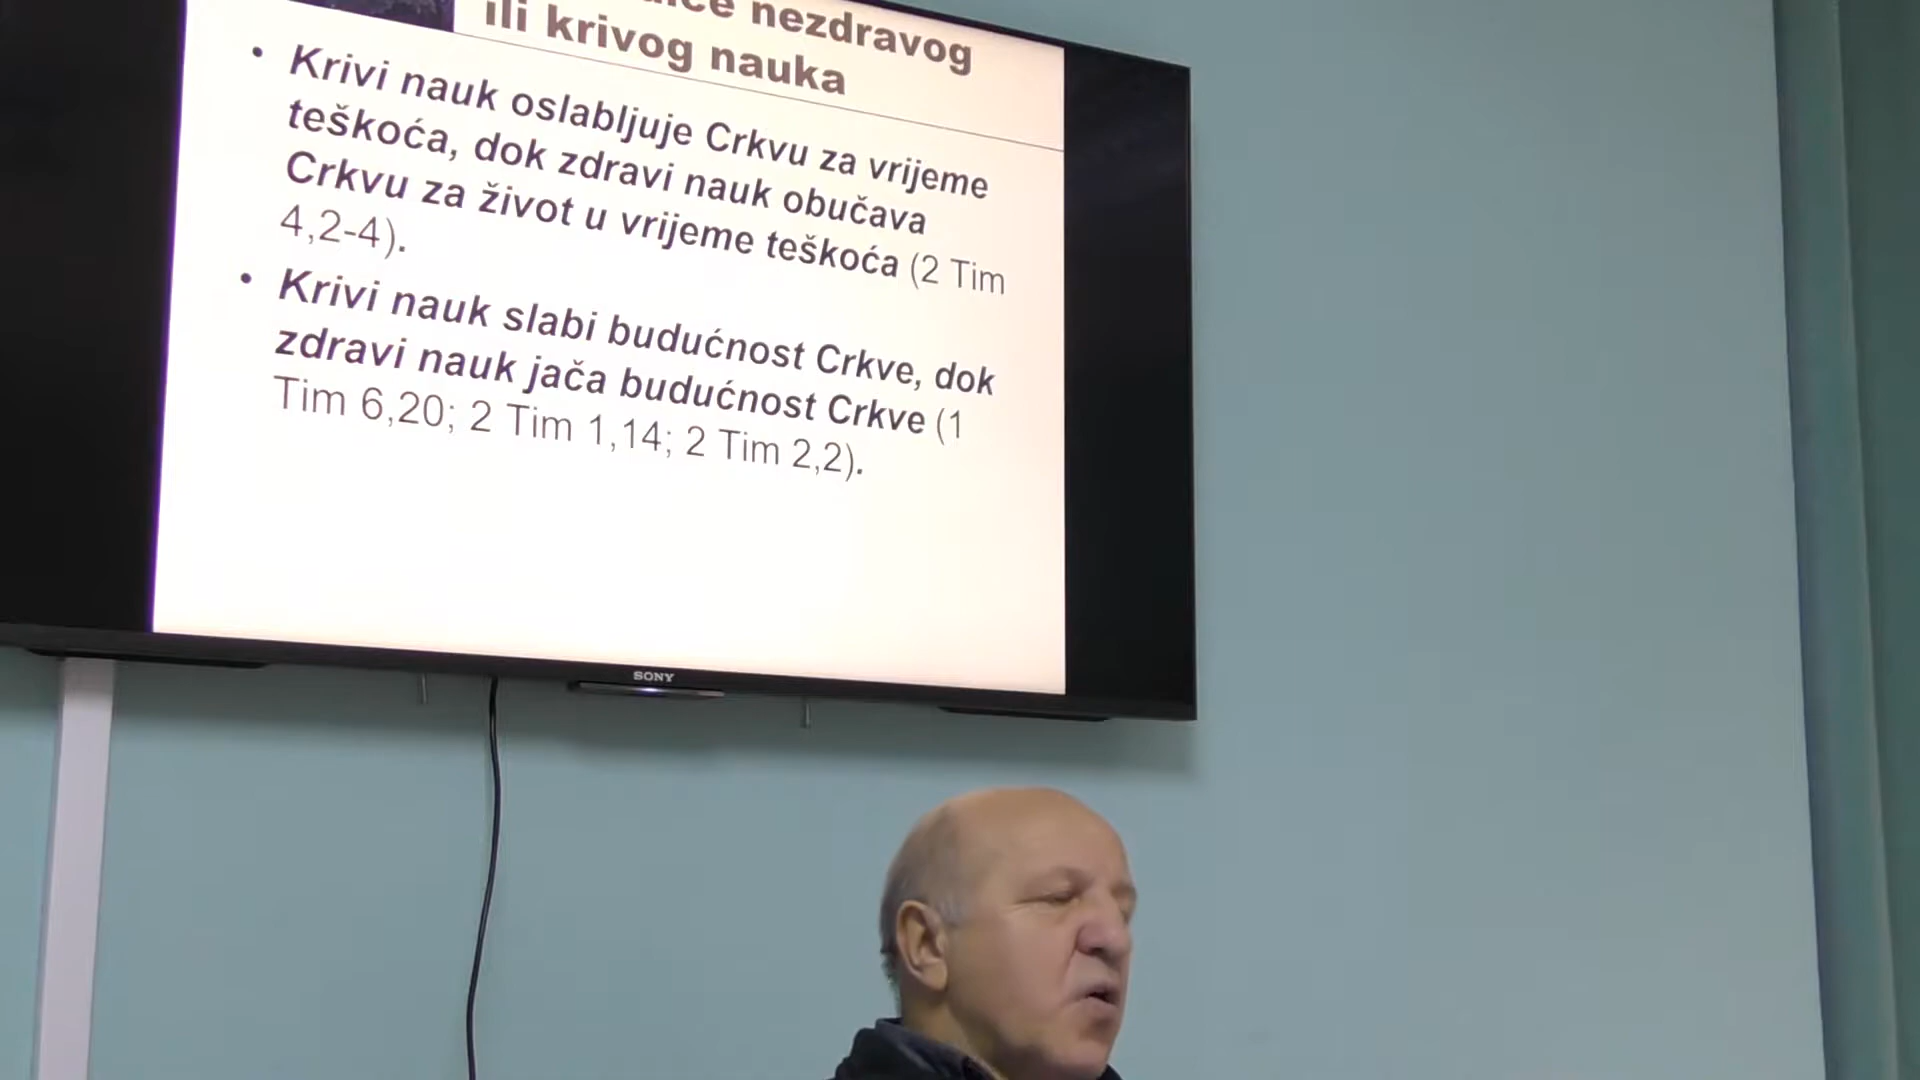 nezdravog
ili krivog nauka
• Krivi nauk oslabljuje Crkvu za vrijeme
teškoća, dok zdravi nauk obučava
Crkvu za život u vrijeme teškoća (2 Tim
4,2-4).
• Krivi nauk slabi budućnost Crkve, dok
zdravi nauk jača budućnost Crkve (1
Tim 6,20; 2 Tim 1,14; 2 Tim 2,2).
SONY